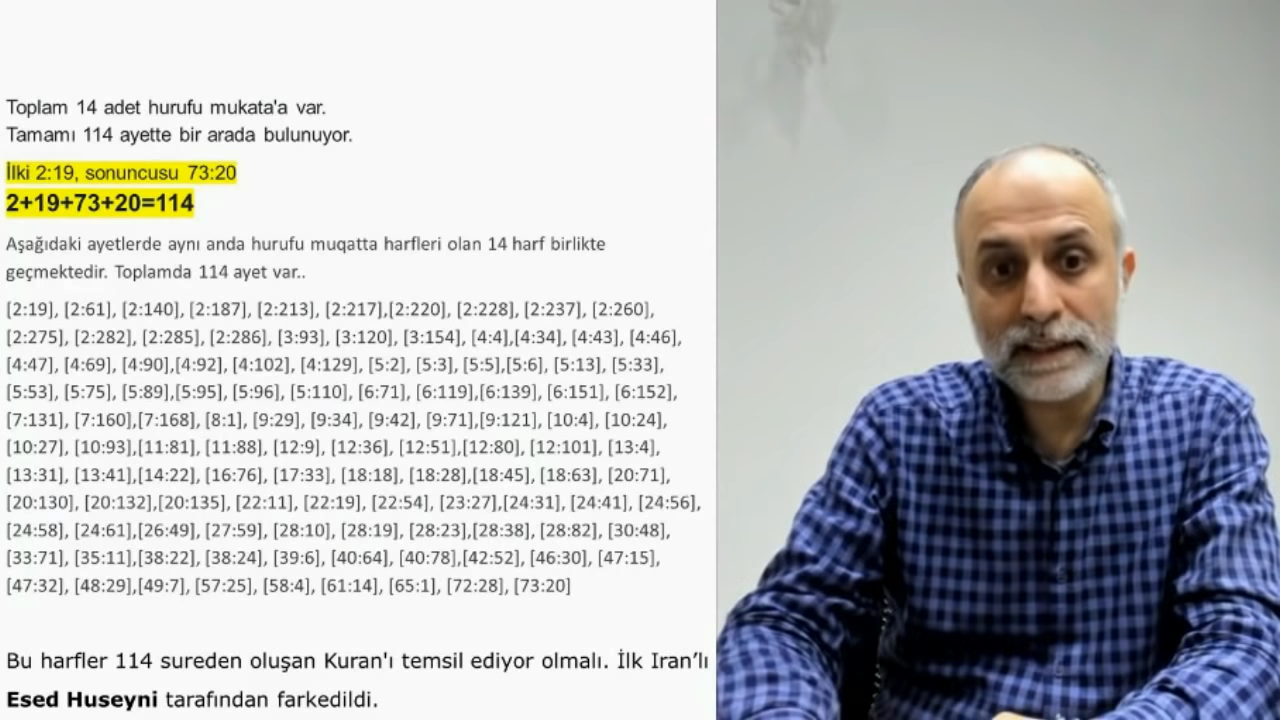 Toplam 14 adet hurufu mukata'a var.
Tamamı 114 ayette bir arada bulunuyor.
İlki 2:19, sonuncusu 73:20
2+19+73+20=114
Aşağıdaki ayetlerde aynı anda hurufu muqatta harfleri olan 14 harf birlikte
geçmektedir. Toplamda 114 ayet var..
[2:19], [2:61], [2:140], [2:187], [2:213], [2:217],[2:220], [2:228], [2:237], [2:260],
[2:275], [2:282], [2:285], [2:286], [3:93], [3:120], [3:154], [4:4],[4:34], [4:43], [4:46],
[4:47], [4:69], [4:90],[4:92], [4:102], [4:129], [5:2], [5:3], [5:5],[5:6], [5:13], [5:33],
[5:53], [5:75], [5:89],[5:95], [5:96], [5:110], [6:71], [6:119],[6:139], [6:151], [6:152],
[7:131], [7:160],[7:168], [8:1], [9:29], [9:34], [9:42], [9:71],[9:121], [10:4], [10:24],
[10:27], [10:93],[11:81], [11:88], [12:9], [12:36], [12:51],[12:80], [12:101], [13:4],
[13:31], [13:41],[14:22], [16:76], [17:33], [18:18], [18:28],[18:45], [18:63], [20:71],
[20:130], [20:132],[20:135], [22:11], [22:19], [22:54], [23:27],[24:31], [24:41], [24:56],
[24:58], [24:61],[26:49], [27:59], [28:10], [28:19], [28:23],[28:38], [28:82], [30:48],
[33:71], [35:11],[38:22], [38:24], [39:6], [40:64], [40:78],[42:52], [46:30], [47:15],
[47:32], [48:29],[49:7], [57:25], [58:4], [61:14], [65:1], [72:28], [73:20]
Bu harfler 114 sureden oluşan Kuran'ı temsil ediyor olmalı. İlk Iran'lı
Esed Huseyni tarafından farkedildi.